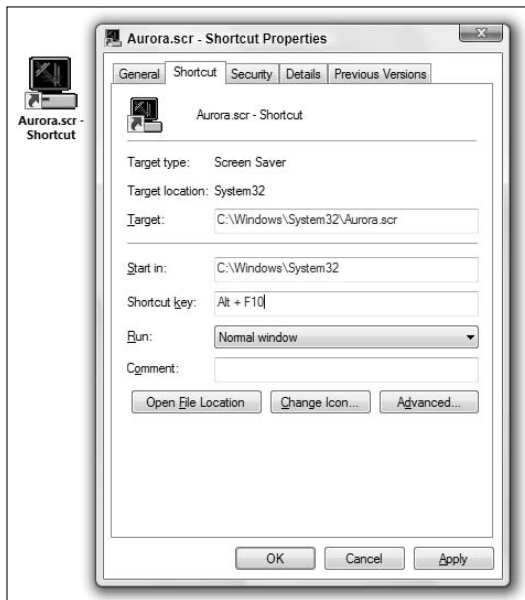 Aurora.scr -
Shortcut
Aurora.scr - Shortcut Properties
X
General Shortcut Security Details Previous Versions
Aurora.scr - Shortcut
Target type: Screen Saver
Target location: System32
Target: C:\Windows\System32\Aurora.scr
Start in: C:\Windows\System32
Shortcut key: Alt + F10
Run: Normal window
Comment:
Open File Location Change Icon... Advanced...
OK Cancel Apply